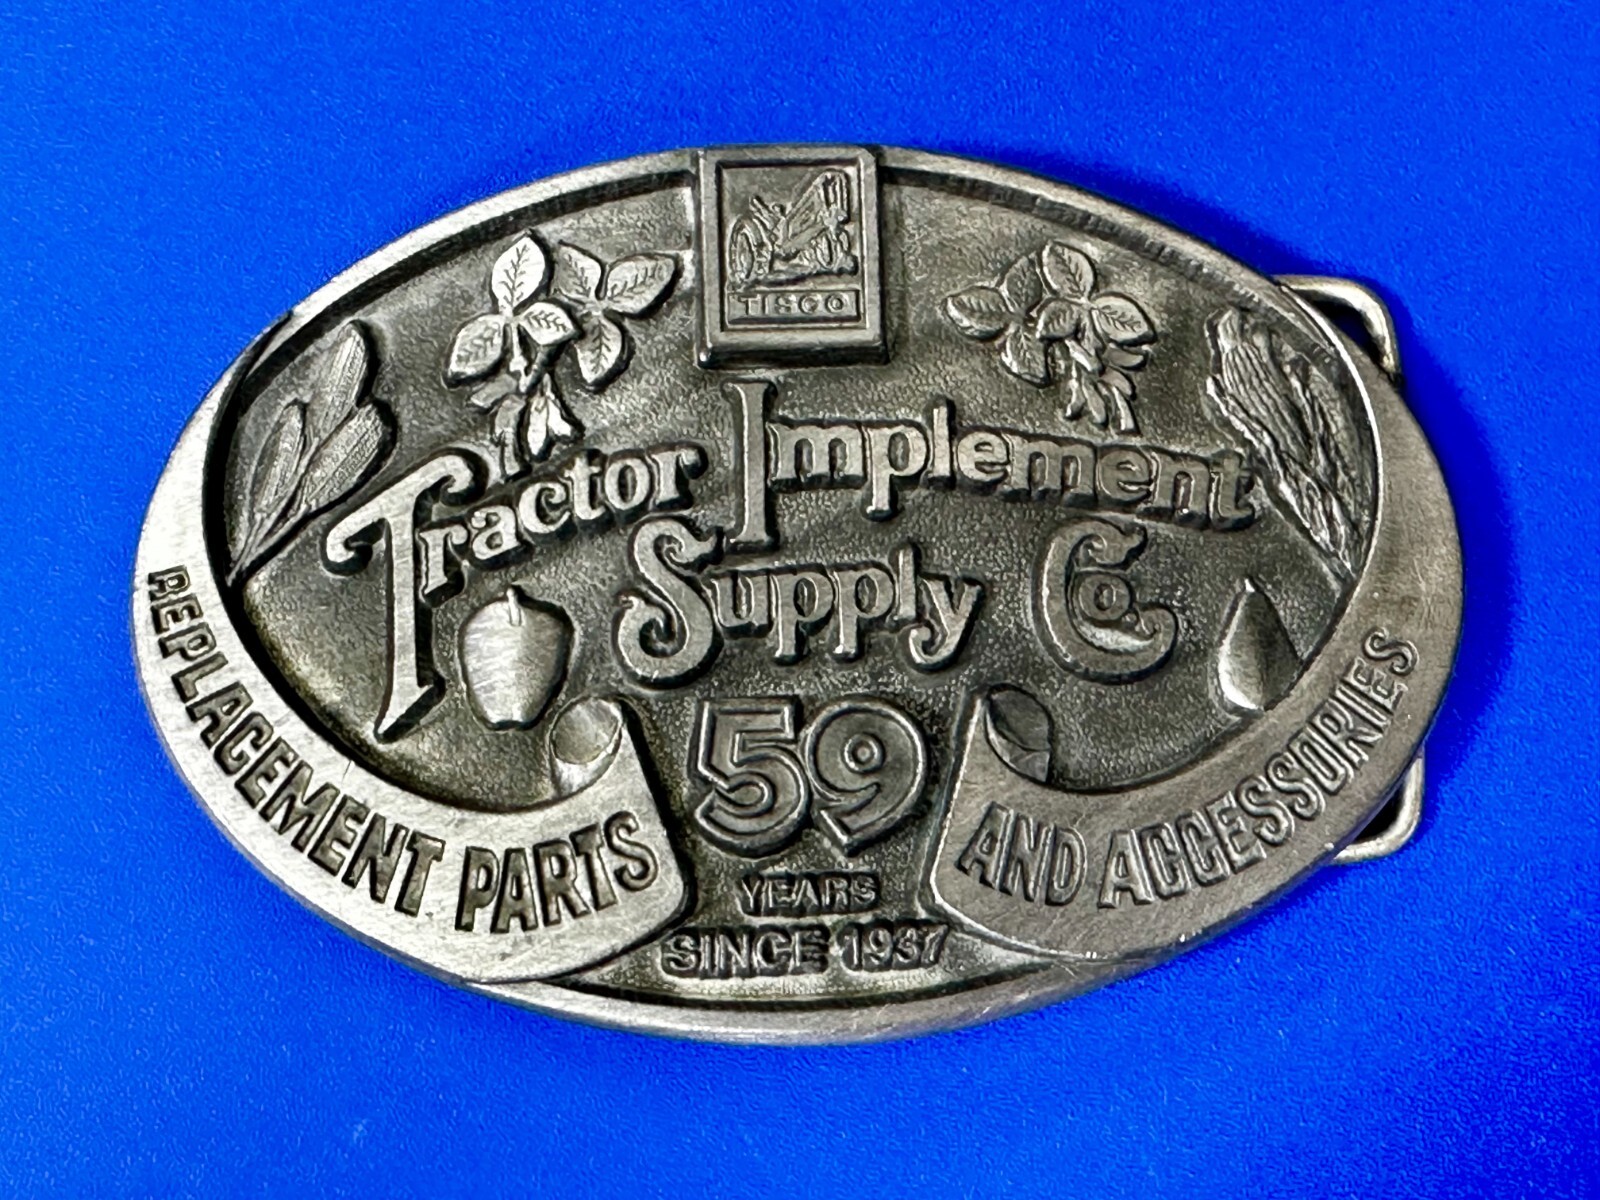 TISCO
Tractor Implement
Supply Co.
59
YEARS
SINCE 1937
REPLACEMENT PARTS
AND ACCESSORIES